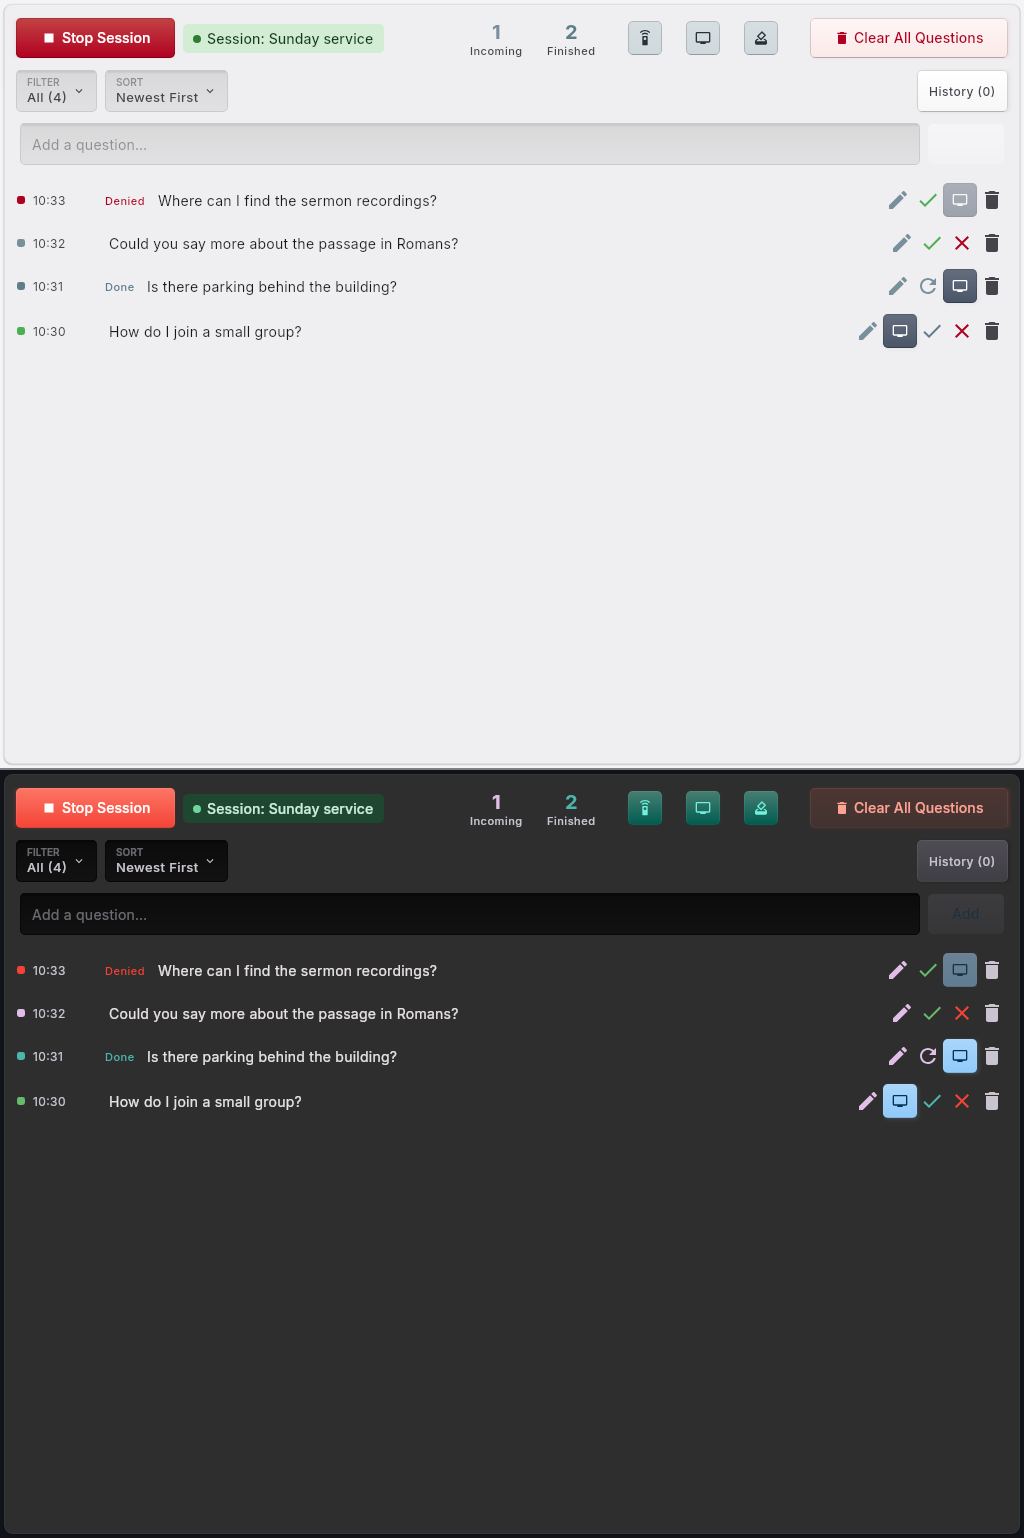 Stop Session
Session: Sunday service
1
Incoming
2
Finished
Clear All Questions
FILTER
All (4)
SORT
Newest First
History (0)
Add a question...
10:33 Denied Where can I find the sermon recordings?
10:32 Could you say more about the passage in Romans?
10:31 Done Is there parking behind the building?
10:30 How do I join a small group?
Stop Session
Session: Sunday service
1
Incoming
2
Finished
Clear All Questions
FILTER
All (4)
SORT
Newest First
History (0)
Add a question...
Add
10:33 Denied Where can I find the sermon recordings?
10:32 Could you say more about the passage in Romans?
10:31 Done Is there parking behind the building?
10:30 How do I join a small group?